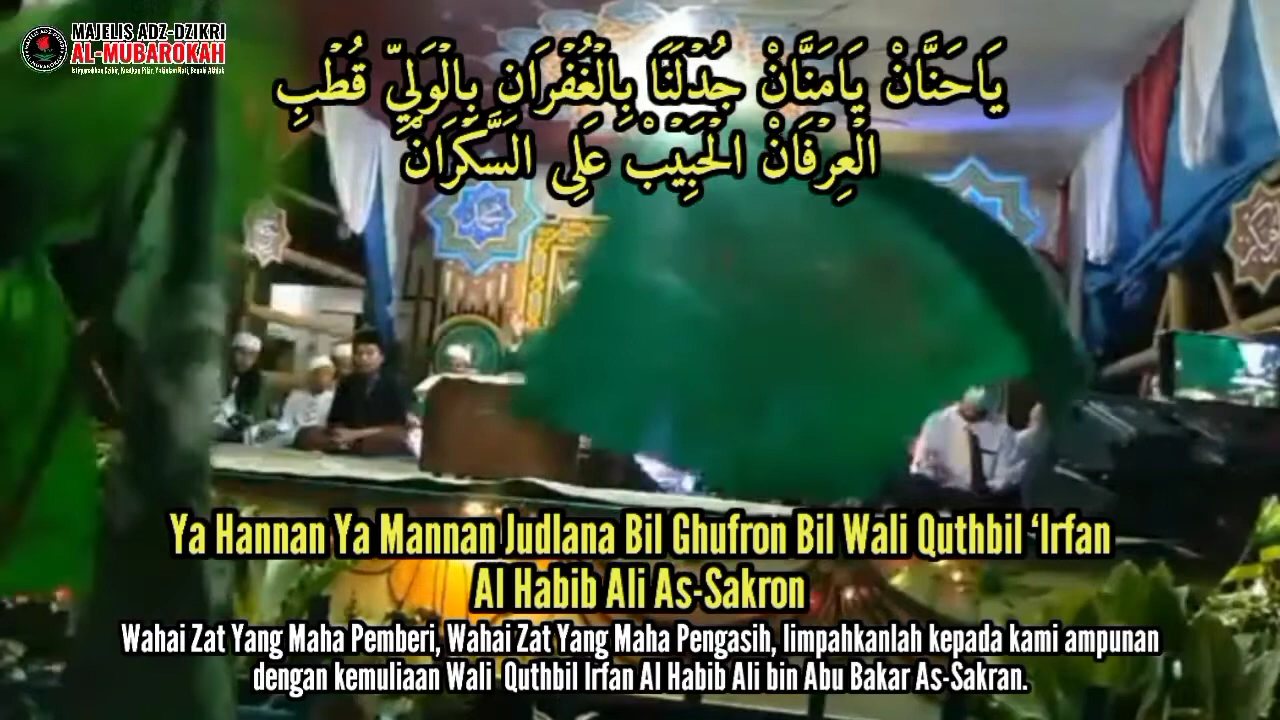 MAJELIS ADZ-DZIKRI
AL-MUBAROKAH
يَاحَنَّانْ يَامَنَّانْ جُدْلَنَا بِالْغُفْرَانِ بِالْوَلِيِّ قُطْبِ
الْعِرْفَانْ الْحَبِيْبْ عَلِى السَّكْرَانْ
Ya Hannan Ya Mannan Judlana Bil Ghufron Bil Wali Quthbil ‘Irfan
Al Habib Ali As-Sakron
Wahai Zat Yang Maha Pemberi, Wahai Zat Yang Maha Pengasih, limpahkanlah kepada kami ampunan
dengan kemuliaan Wali Quthbil Irfan Al Habib Ali bin Abu Bakar As-Sakran.